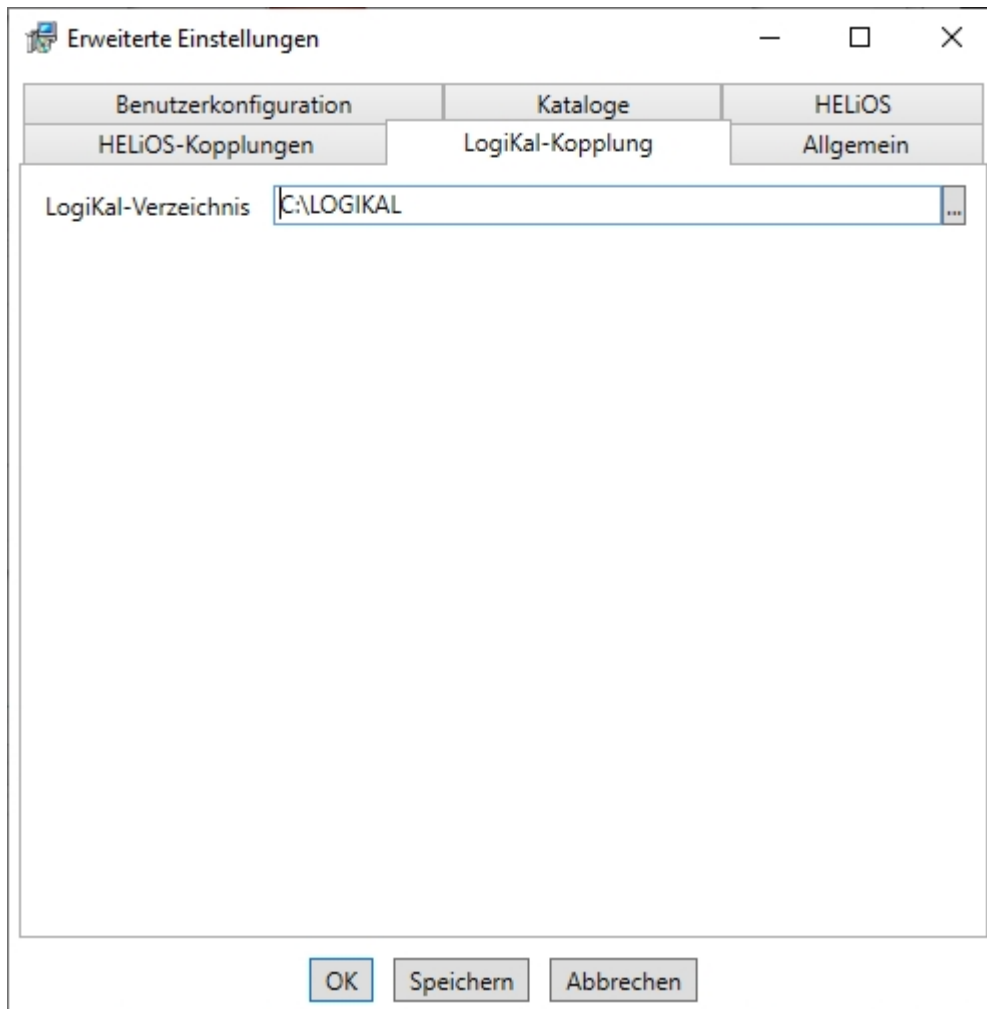 Erweiterte Einstellungen
Benutzerkonfiguration Kataloge HELiOS
HELiOS-Kopplungen LogiKal-Kopplung Allgemein
LogiKal-Verzeichnis C:\LOGIKAL ...
OK Speichern Abbrechen